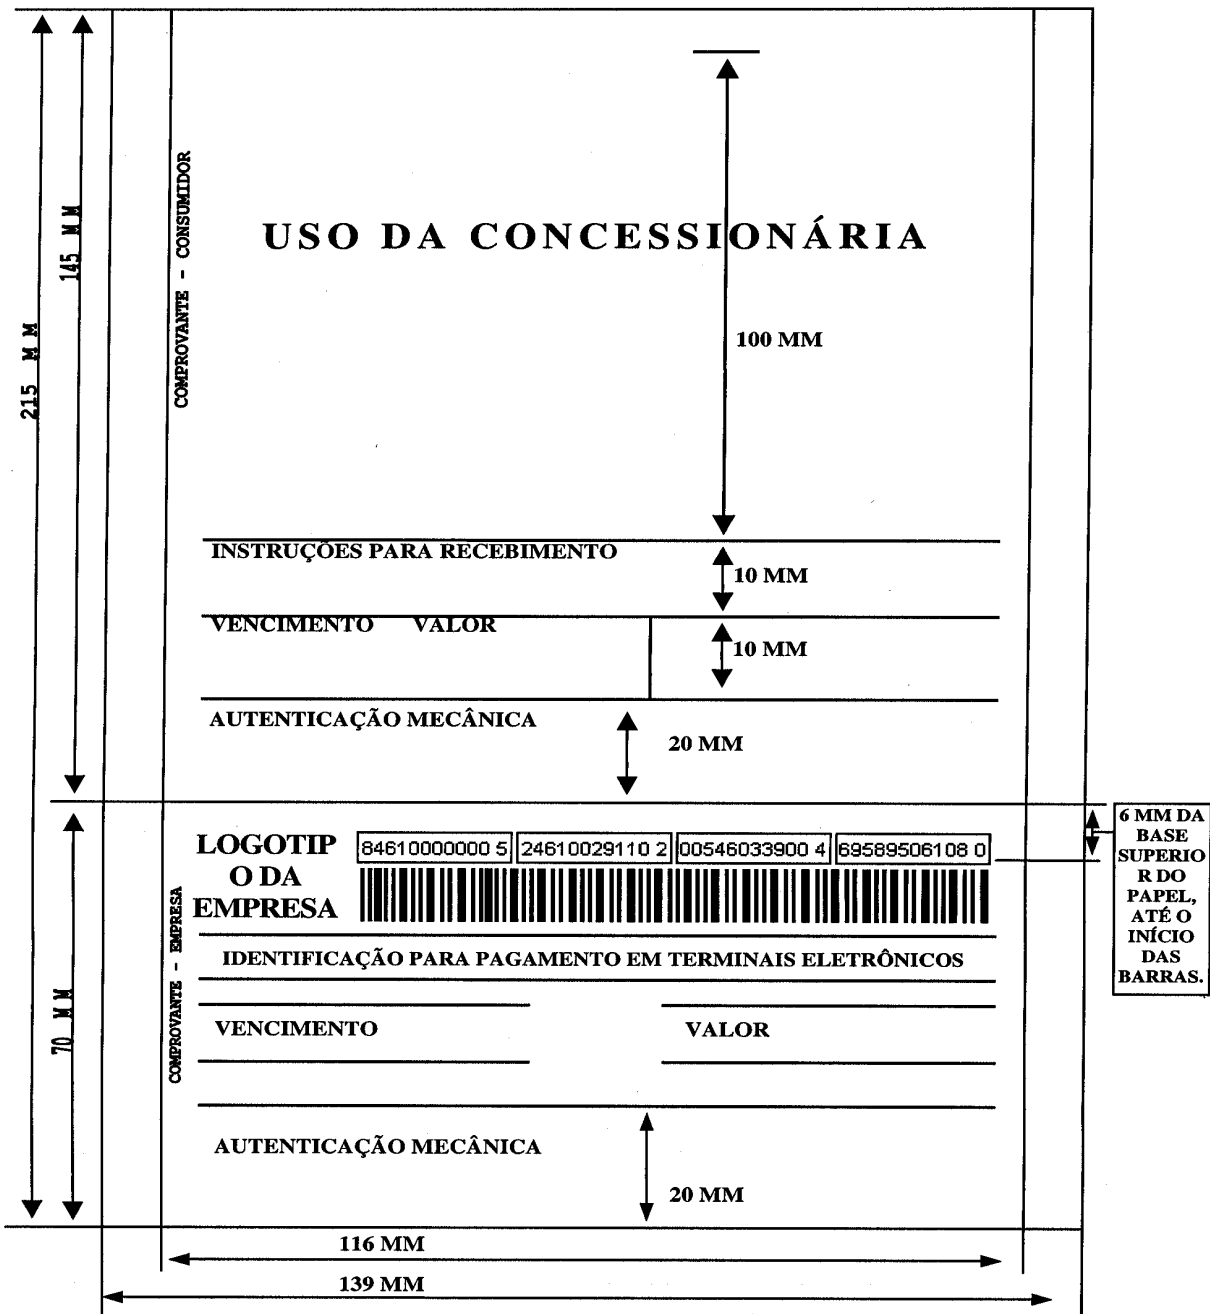 COMPROVANTE - CONSUMIDOR
145 M M
215 M M
USO DA CONCESSIONÁRIA
100 MM
INSTRUÇÕES PARA RECEBIMENTO
10 MM
VENCIMENTO VALOR
10 MM
AUTENTICAÇÃO MECÂNICA
20 MM
6 MM DA
BASE
SUPERIO
R DO
PAPEL,
ATÉ O
INÍCIO
DAS
BARRAS.
LOGOTIP
O DA
EMPRESA
84610000000 5 24610029110 2 00546033900 4 69589506108 0
COMPROVANTE - EMPRESA
70 M M
IDENTIFICAÇÃO PARA PAGAMENTO EM TERMINAIS ELETRÔNICOS
VENCIMENTO VALOR
AUTENTICAÇÃO MECÂNICA
20 MM
116 MM
139 MM